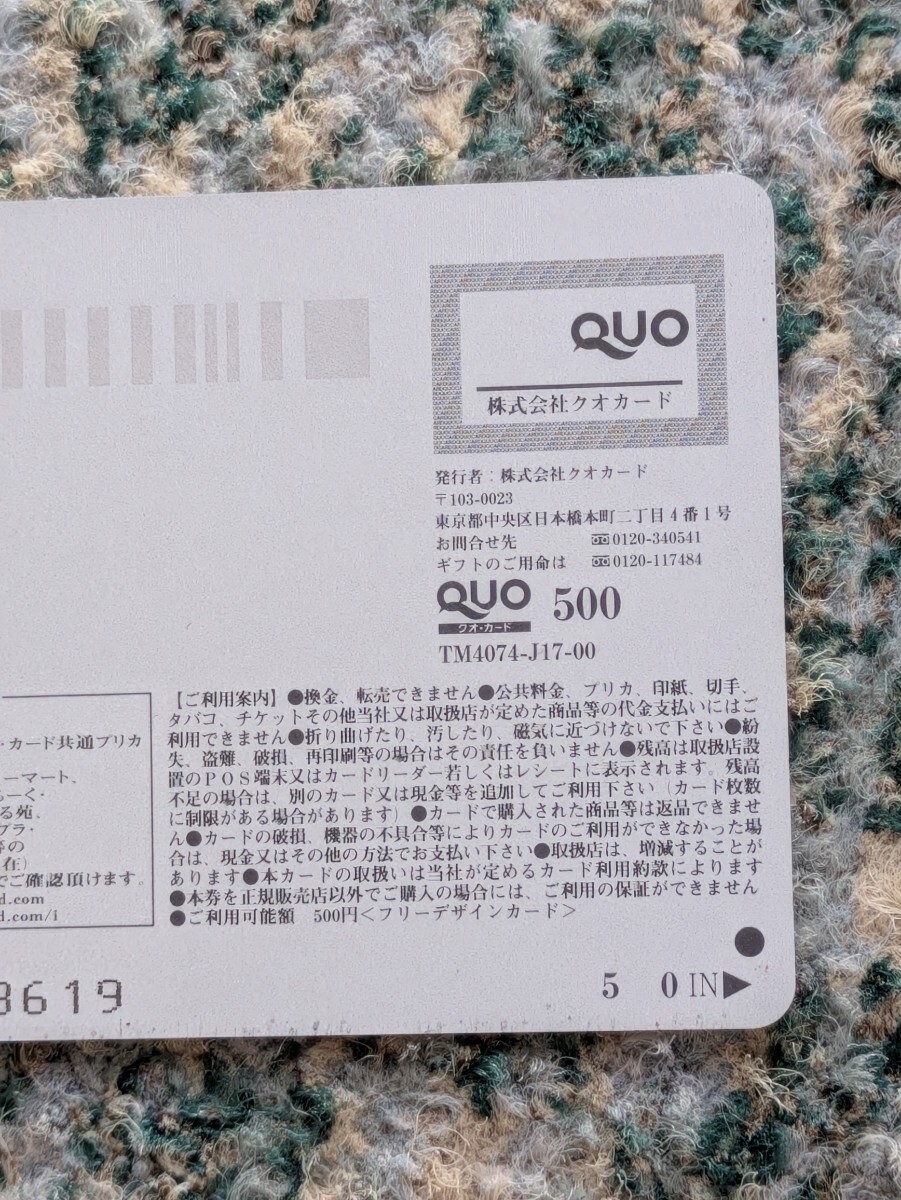 QUO
株式会社クオカード
発行者：株式会社クオカード
〒103-0023
東京都中央区日本橋本町二丁目4番1号
お問合せ先 0120-340541
ギフトのご用命は 0120-117484
QUO 500
クオ・カード
TM4074-J17-00
【ご利用案内】●換金、転売できません●公共料金、プリカ、印紙、切手、
タバコ、チケットその他当社又は取扱店が定めた商品等の代金支払いにはご
利用できません●折り曲げたり、汚したり、磁気に近づけないで下さい●紛
失、盗難、破損、再印刷等の場合はその責任を負いません●残高は取扱店設
置のPOS端末又はカードリーダー若しくはレシートに表示されます。残高
不足の場合は、別のカード又は現金等を追加してご利用下さい（カード枚数
に制限がある場合があります）●カードで購入された商品等は返品できませ
ん●カードの破損、機器の不具合等によりカードのご利用ができなかった場
合は、現金又はその他の方法でお支払い下さい●取扱店は、増減することが
あります●本カードの取扱いは当社が定めるカード利用約款によります
●本券を正規販売店以外でご購入の場合には、ご利用の保証ができません
●ご利用可能額 500円＜フリーデザインカード＞
・カード共通プリカ
ーマート、
ーく・
る苑、
プラ・
等の
在）
でご確認頂けます。
d.com
d.com/i
3619
5 0 IN▶